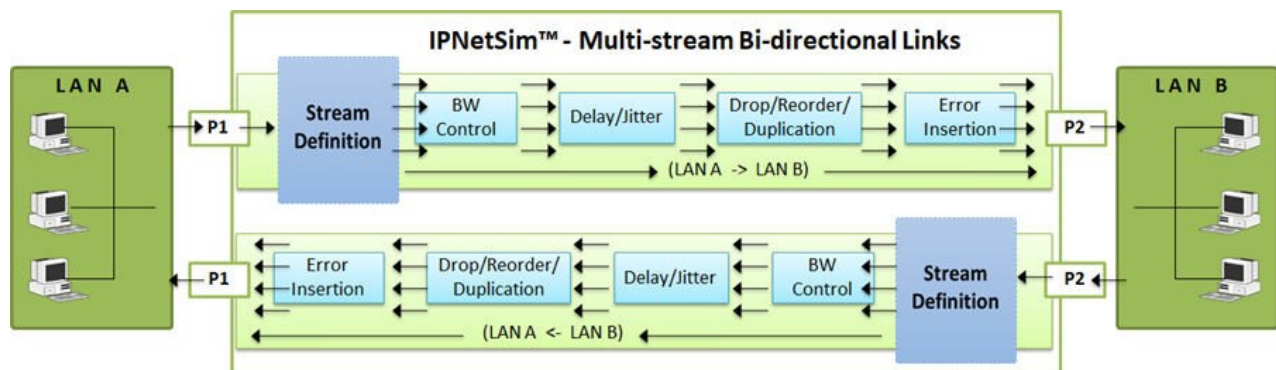 IPNetSim™ - Multi-stream Bi-directional Links
LAN A
LAN B
P1
Stream
Definition
BW
Control
Delay/Jitter
Drop/Reorder/
Duplication
Error
Insertion
P2
(LAN A -> LAN B)
P1
Error
Insertion
Drop/Reorder/
Duplication
Delay/Jitter
BW
Control
Stream
Definition
P2
(LAN A <- LAN B)